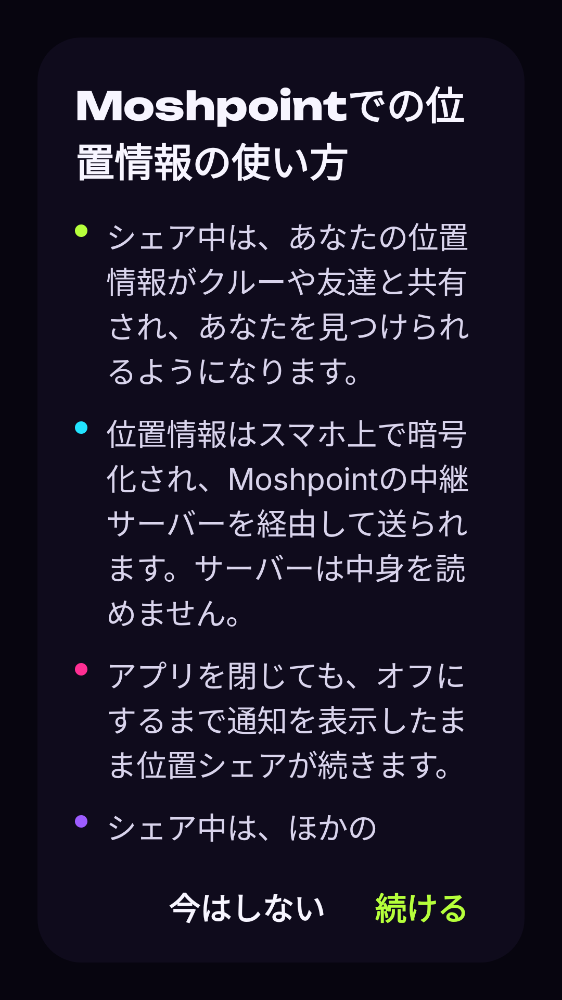 Moshpointでの位
置情報の使い方
シェア中は、あなたの位置
情報がクルーや友達と共有
され、あなたを見つけられ
るようになります。
位置情報はスマホ上で暗号
化され、Moshpointの中継
サーバーを経由して送られ
ます。サーバーは中身を読
めません。
アプリを閉じても、オフに
するまで通知を表示したま
ま位置シェアが続きます。
シェア中は、ほかの
今はしない 続ける